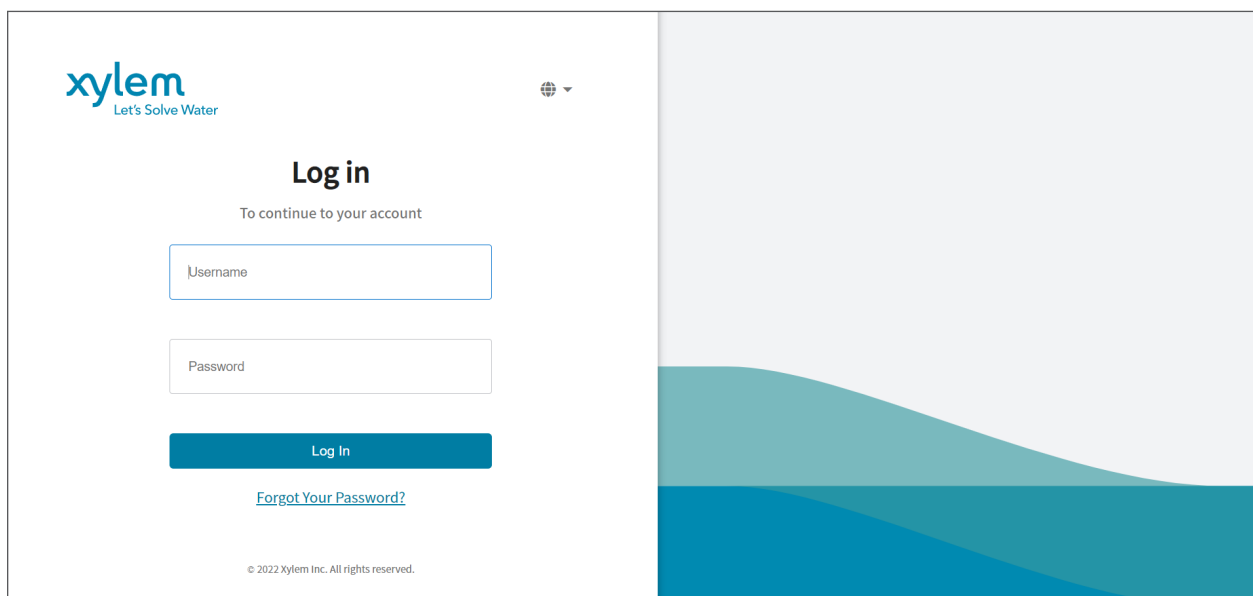 xylem
Let's Solve Water
Log in
To continue to your account
Username
Password
Log In
Forgot Your Password?
© 2022 Xylem Inc. All rights reserved.